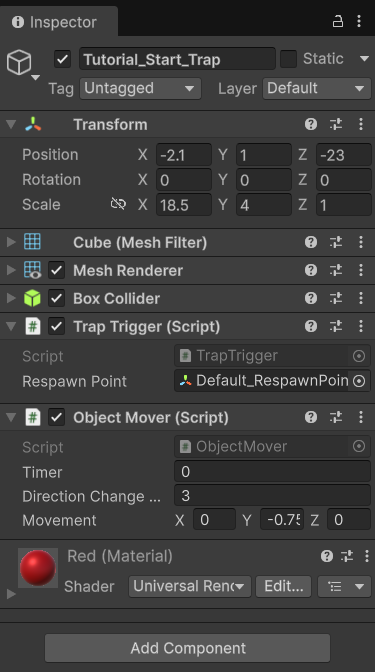 Inspector
Tutorial_Start_Trap Static
Tag Untagged Layer Default
Transform
Position X -2.1 Y 1 Z -23
Rotation X 0 Y 0 Z 0
Scale X 18.5 Y 4 Z 1
Cube (Mesh Filter)
Mesh Renderer
Box Collider
Trap Trigger (Script)
Script TrapTrigger
Respawn Point Default_RespawnPoin
Object Mover (Script)
Script ObjectMover
Timer 0
Direction Change ... 3
Movement X 0 Y -0.75 Z 0
Red (Material)
Shader Universal Rend Edit...
Add Component